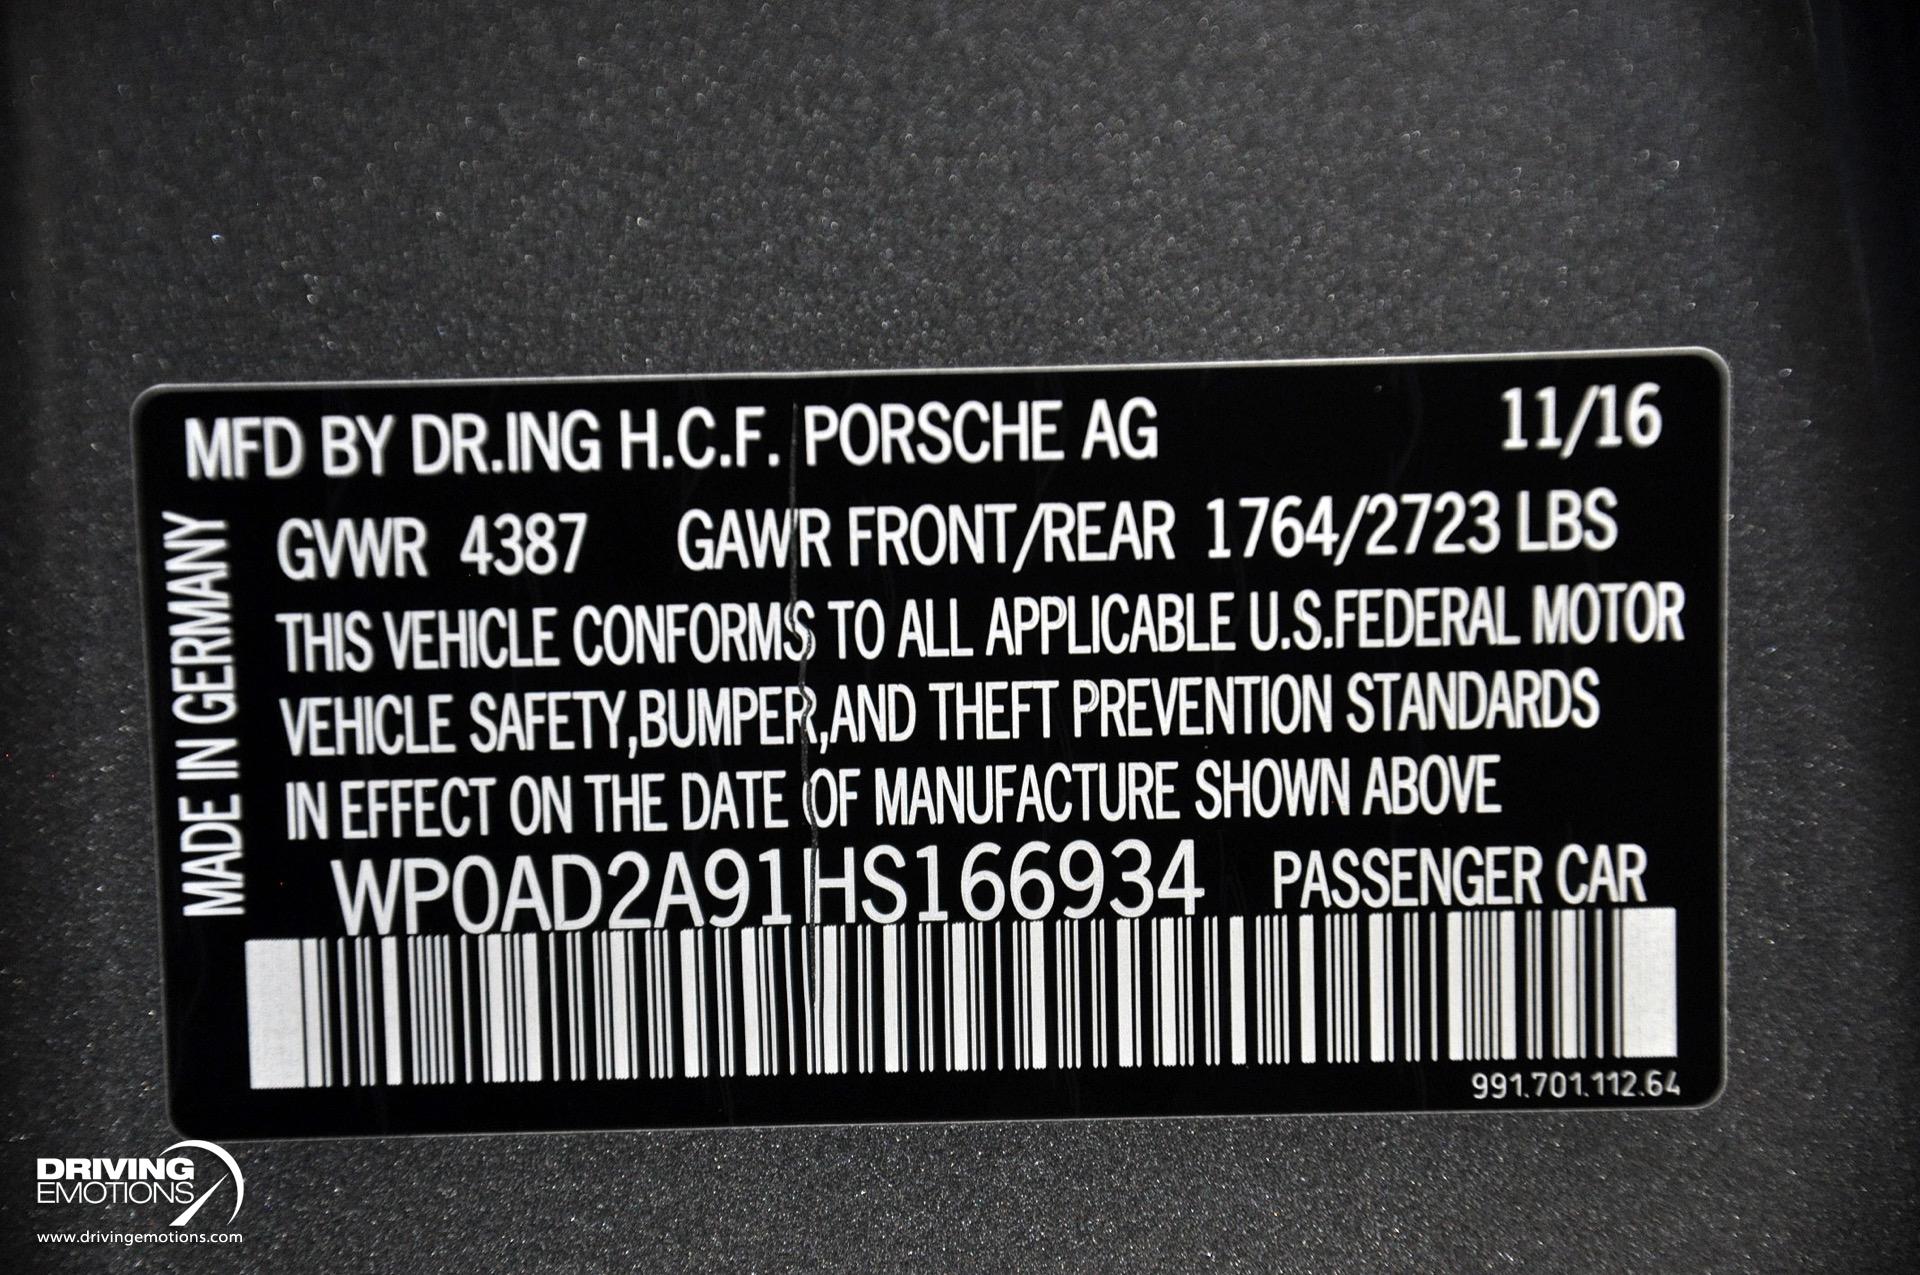 MFD BY DR.ING H.C.F. PORSCHE AG 11/16
GVWR 4387 GAWR FRONT/REAR 1764/2723 LBS
THIS VEHICLE CONFORMS TO ALL APPLICABLE U.S.FEDERAL MOTOR
VEHICLE SAFETY,BUMPER,AND THEFT PREVENTION STANDARDS
IN EFFECT ON THE DATE OF MANUFACTURE SHOWN ABOVE
WP0AD2A91HS166934 PASSENGER CAR
991.701.112.64
MADE IN GERMANY
DRIVING
EMOTIONS
www.drivingemotions.com